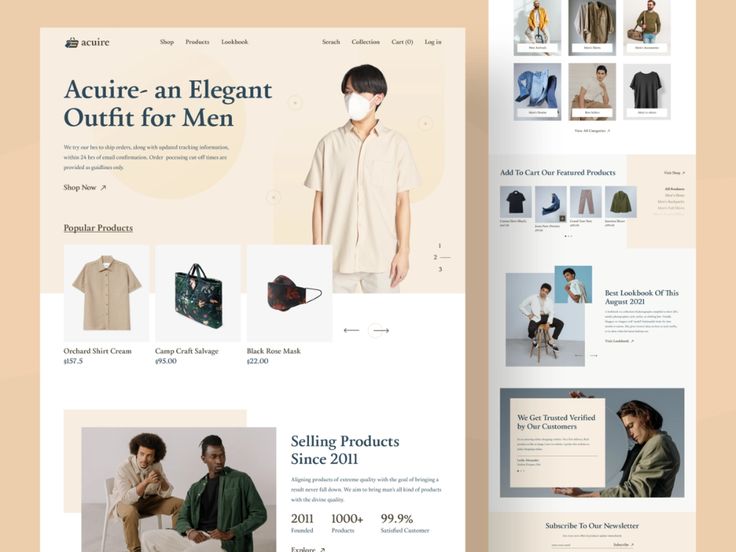 acuire
Shop Products Lookbook
Serach Collection Cart (0) Log in
Acuire- an Elegant
Outfit for Men
We try our bes to ship orders, along with updated tracking information,
within 24 hrs of email confirmation. Order pocessing cut off times are
provided as guidlines only.
Shop Now
1
2
3
Popular Products
Orchard Shirt Cream
$157.5
Camp Craft Salvage
$95.00
Black Rose Mask
$22.00
Selling Products
Since 2011
Aligning products of extreme quality with the goal of bringing a
result never fall down. We aim to bring man's all kind of products
with the divine quality.
2011
Founded
1000+
Products
99.9%
Satisfied Customer
Explore
New Arrivals
View All Categories
Add To Cart Our Featured Products
Visit Shop
All Products
Best Lookbook Of This
August 2021
Visit Lookbook
We Get Trusted Verified
by Our Customers
Subscribe To Our Newsletter
Subscribe